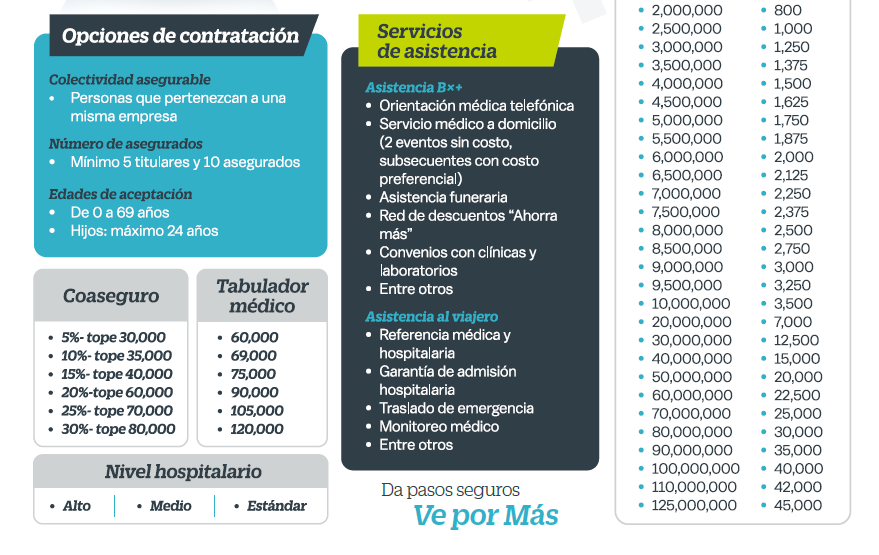 Opciones de contratación
Colectividad asegurable
• Personas que pertenezcan a una
misma empresa
Número de asegurados
• Mínimo 5 titulares y 10 asegurados
Edades de aceptación
• De 0 a 69 años
• Hijos: máximo 24 años
Coaseguro
• 5%- tope 30,000
• 10%- tope 35,000
• 15%- tope 40,000
• 20%-tope 60,000
• 25%- tope 70,000
• 30%- tope 80,000
Tabulador
médico
• 60,000
• 69,000
• 75,000
• 90,000
• 105,000
• 120,000
Nivel hospitalario
• Alto • Medio • Estándar
Servicios
de asistencia
Asistencia B×+
• Orientación médica telefónica
• Servicio médico a domicilio
(2 eventos sin costo,
subsecuentes con costo
preferencial)
• Asistencia funeraria
• Red de descuentos “Ahorra
más”
• Convenios con clínicas y
laboratorios
• Entre otros
Asistencia al viajero
• Referencia médica y
hospitalaria
• Garantía de admisión
hospitalaria
• Traslado de emergencia
• Monitoreo médico
• Entre otros
Da pasos seguros
Ve por Más
• 2,000,000 • 800
• 2,500,000 • 1,000
• 3,000,000 • 1,250
• 3,500,000 • 1,375
• 4,000,000 • 1,500
• 4,500,000 • 1,625
• 5,000,000 • 1,750
• 5,500,000 • 1,875
• 6,000,000 • 2,000
• 6,500,000 • 2,125
• 7,000,000 • 2,250
• 7,500,000 • 2,375
• 8,000,000 • 2,500
• 8,500,000 • 2,750
• 9,000,000 • 3,000
• 9,500,000 • 3,250
• 10,000,000 • 3,500
• 20,000,000 • 7,000
• 30,000,000 • 12,500
• 40,000,000 • 15,000
• 50,000,000 • 20,000
• 60,000,000 • 22,500
• 70,000,000 • 25,000
• 80,000,000 • 30,000
• 90,000,000 • 35,000
• 100,000,000 • 40,000
• 110,000,000 • 42,000
• 125,000,000 • 45,000